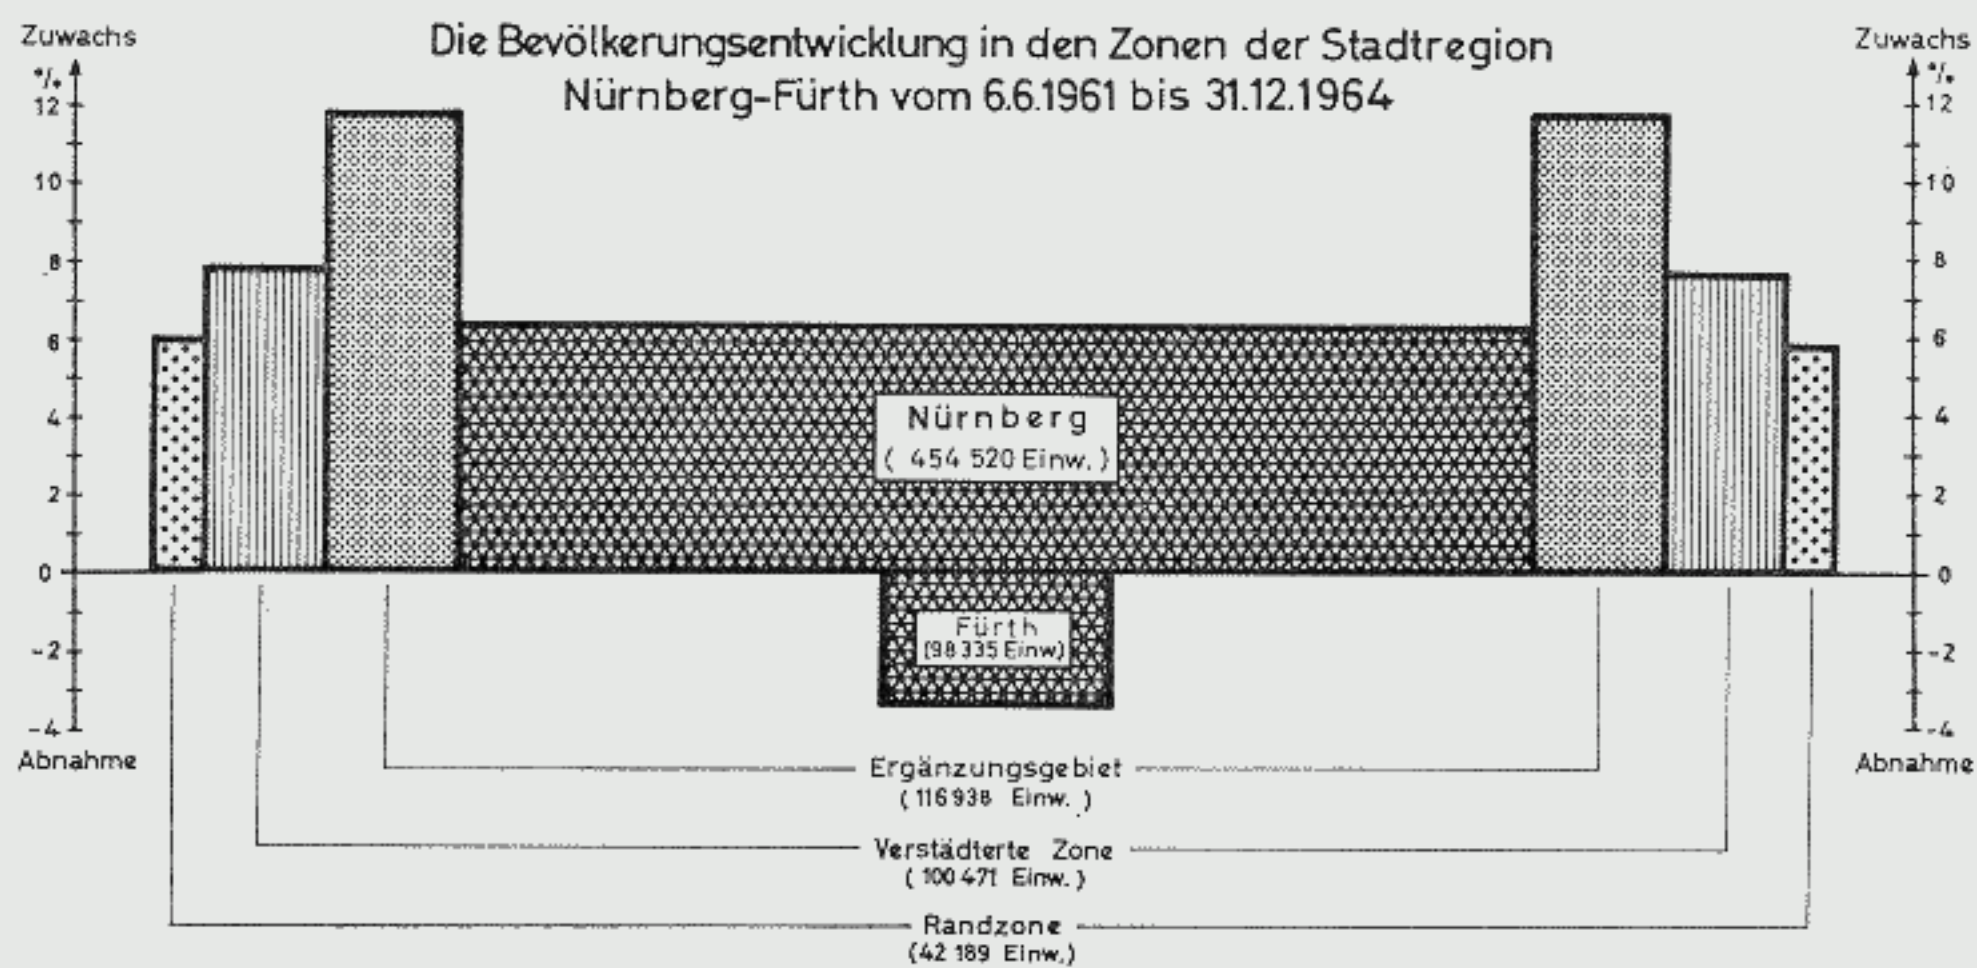 Die Bevölkerungsentwicklung in den Zonen der Stadtregion
Nürnberg-Fürth vom 6.6.1961 bis 31.12.1964
Zuwachs
%
12
10
8
6
4
2
0
-2
-4
Abnahme
Zuwachs
%
12
10
8
6
4
2
0
-2
-4
Abnahme
Nürnberg
( 454 520 Einw. )
Fürth
(98 335 Einw.)
Ergänzungsgebiet
( 116 938 Einw. )
Verstädterte Zone
( 100 471 Einw. )
Randzone
(42 189 Einw.)